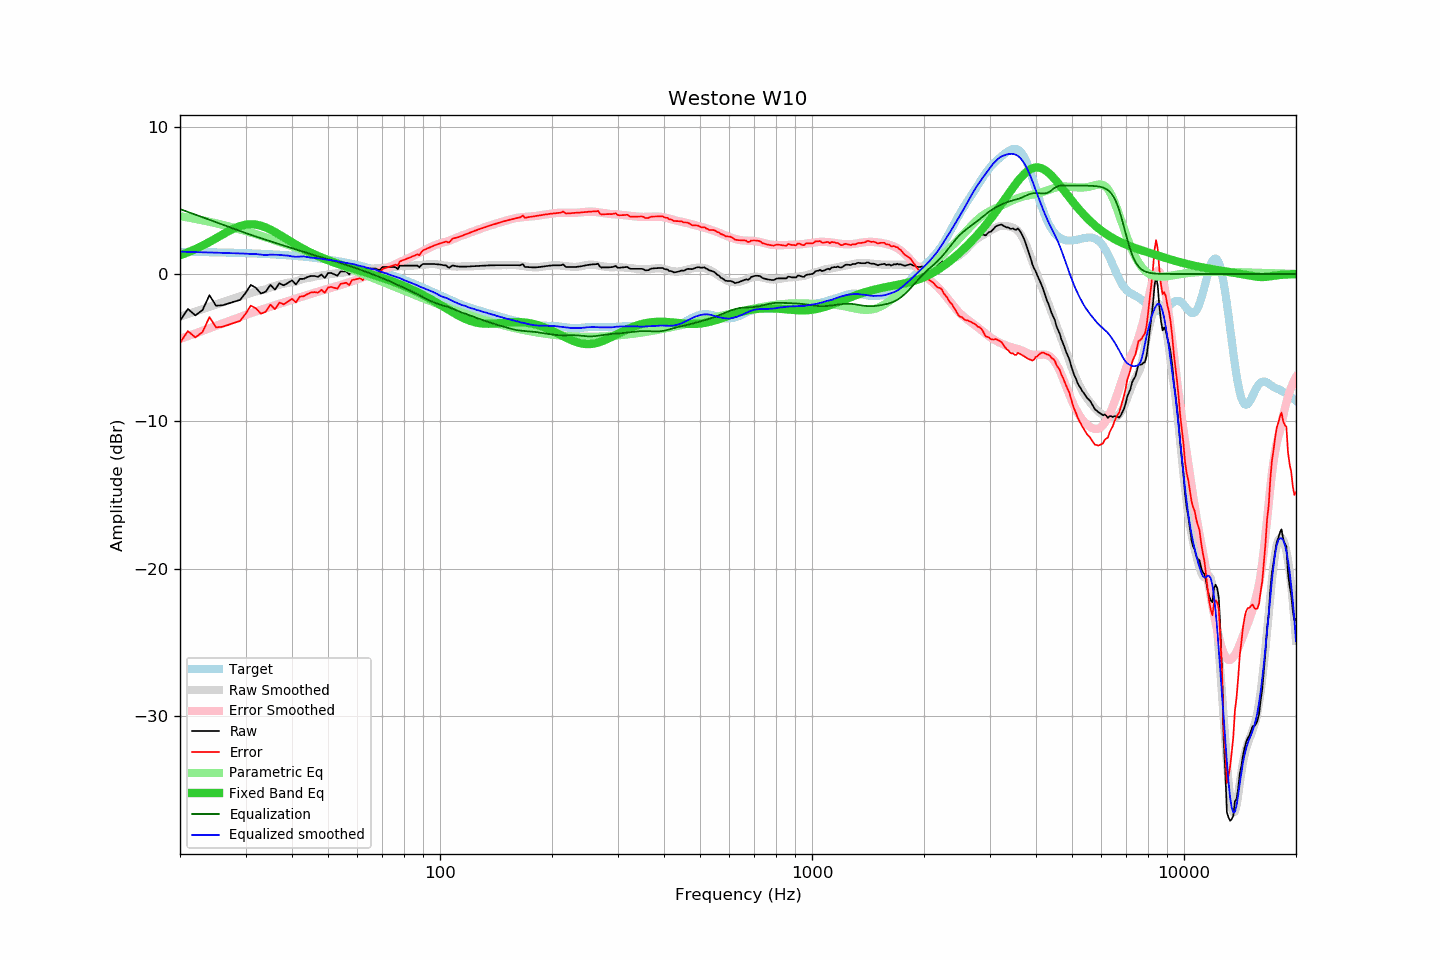 Westone W10
10
0
−10
−20
−30
Amplitude (dBr)
Target
Raw Smoothed
Error Smoothed
Raw
Error
Parametric Eq
Fixed Band Eq
Equalization
Equalized smoothed
100
1000
10000
Frequency (Hz)